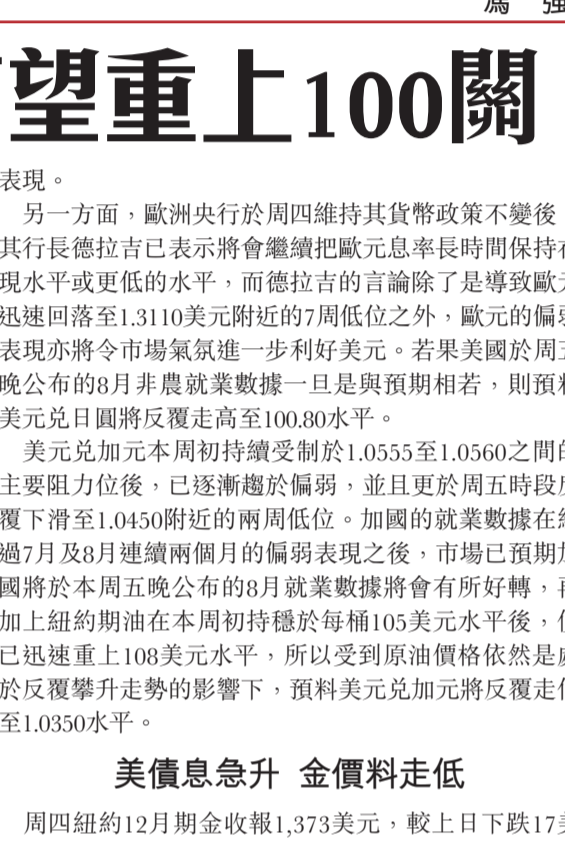 望重上100關
表現。
另一方面，歐洲央行於周四維持其貨幣政策不變後
其行長德拉吉已表示將會繼續把歐元息率長時間保持在
現水平或更低的水平，而德拉吉的言論除了是導致歐元
迅速回落至1.3110美元附近的7周低位之外，歐元的偏弱
表現亦將令市場氣氛進一步利好美元。若果美國於周五
晚公布的8月非農就業數據一旦是與預期相若，則預料
美元兌日圓將反覆走高至100.80水平。
美元兌加元本周初持續受制於1.0555至1.0560之間的
主要阻力位後，已逐漸趨於偏弱，並且更於周五時段反
覆下滑至1.0450附近的兩周低位。加國的就業數據在經
過7月及8月連續兩個月的偏弱表現之後，市場已預期加
國將於本周五晚公布的8月就業數據將會有所好轉，再
加上紐約期油在本周初持穩於每桶105美元水平後，但
已迅速重上108美元水平，所以受到原油價格依然是處
於反覆攀升走勢的影響下，預料美元兌加元將反覆走低
至1.0350水平。
美債息急升 金價料走低
周四紐約12月期金收報1,373美元，較上日下跌17美